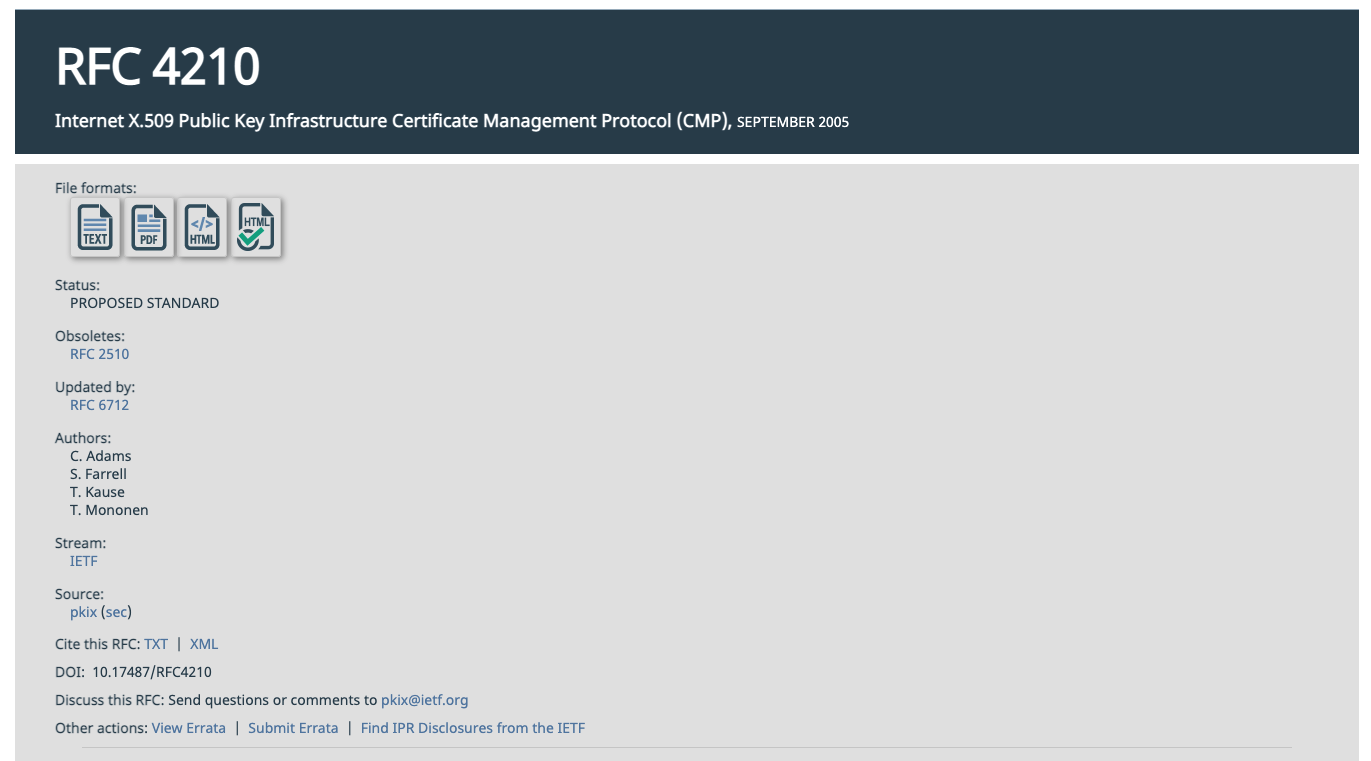 RFC 4210
Internet X.509 Public Key Infrastructure Certificate Management Protocol (CMP), SEPTEMBER 2005
File formats:
TEXT PDF </> HTML HTML
Status:
PROPOSED STANDARD
Obsoletes:
RFC 2510
Updated by:
RFC 6712
Authors:
C. Adams
S. Farrell
T. Kause
T. Mononen
Stream:
IETF
Source:
pkix (sec)
Cite this RFC: TXT | XML
DOI: 10.17487/RFC4210
Discuss this RFC: Send questions or comments to pkix@ietf.org
Other actions: View Errata | Submit Errata | Find IPR Disclosures from the IETF